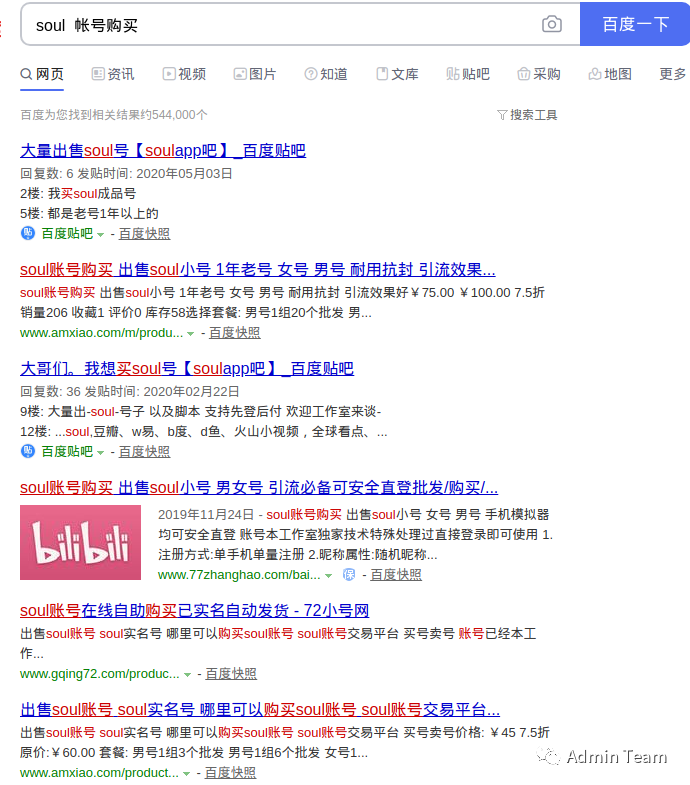 soul 帐号购买
百度一下
网页 资讯 视频 图片 知道 文库 贴吧 采购 地图 更多
百度为您找到相关结果约544,000个 搜索工具
大量出售soul号【soulapp吧】_百度贴吧
回复数: 6 发贴时间: 2020年05月03日
2楼: 我买soul成品号
5楼: 都是老号1年以上的
百度贴吧 - 百度快照
soul账号购买 出售soul小号 1年老号 女号 男号 耐用抗封 引流效果...
soul账号购买 出售soul小号 1年老号 女号 男号 耐用抗封 引流效果好￥75.00 ￥100.00 7.5折
销量206 收藏1 评价0 库存58选择套餐: 男号1组20个批发 男...
www.amxiao.com/m/produ... - 百度快照
大哥们。我想买soul号【soulapp吧】_百度贴吧
回复数: 36 发贴时间: 2020年02月22日
9楼: 大量出-soul-号子 以及脚本 支持先登后付 欢迎工作室来谈-
12楼: ...soul,豆瓣、w易、b度、d鱼、火山小视频，全球看点、...
百度贴吧 - 百度快照
soul账号购买 出售soul小号 男女号 引流必备可安全直登批发/购买/...
bilibili
2019年11月24日 - soul账号购买 出售soul小号 女号 男号 手机模拟器
均可安全直登 账号本工作室独家技术特殊处理过直接登录即可使用 1.
注册方式:单手机单量注册 2.昵称属性:随机昵称...
www.77zhanghao.com/bai... 保 - 百度快照
soul账号在线自助购买已实名自动发货 - 72小号网
出售soul账号 soul实名号 哪里可以购买soul账号 soul账号交易平台 买号卖号 账号已经本工
作...
www.gqing72.com/produc... - 百度快照
出售soul账号 soul实名号 哪里可以购买soul账号 soul账号交易平台...
出售soul账号 soul实名号 哪里可以购买soul账号 soul账号交易平台 买号卖号价格: ￥45 7.5折
原价:￥60.00 套餐: 男号1组3个批发 男号1组6个批发 女号1...
www.amxiao.com/product... - 百度快照
Admin Team